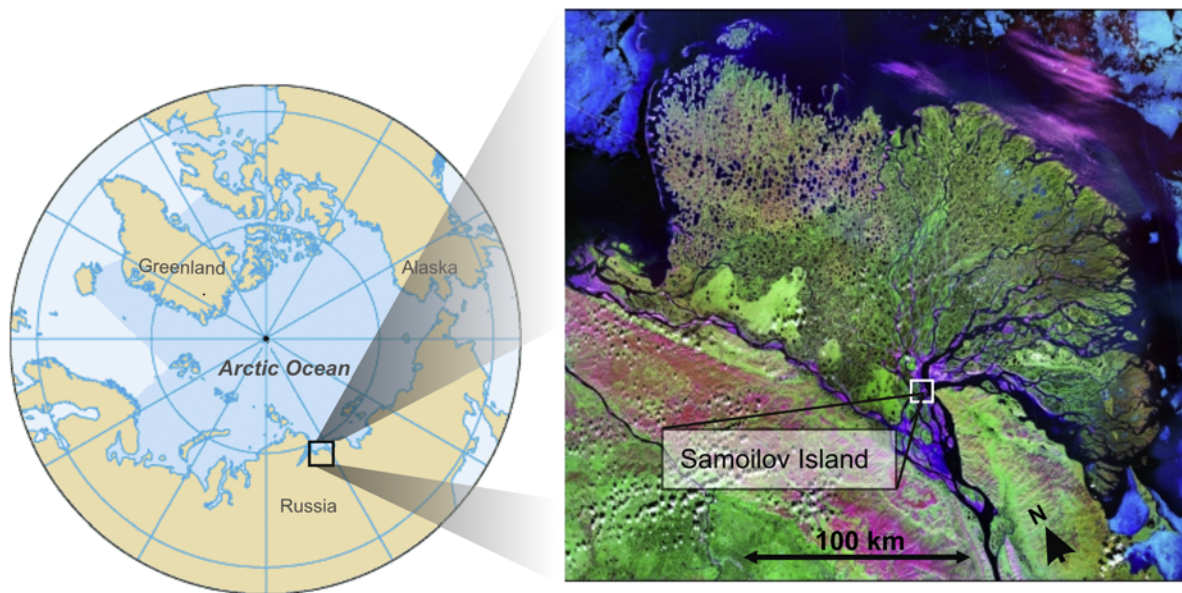 Greenland
Alaska
Arctic Ocean
Russia
Samoilov Island
100 km
N